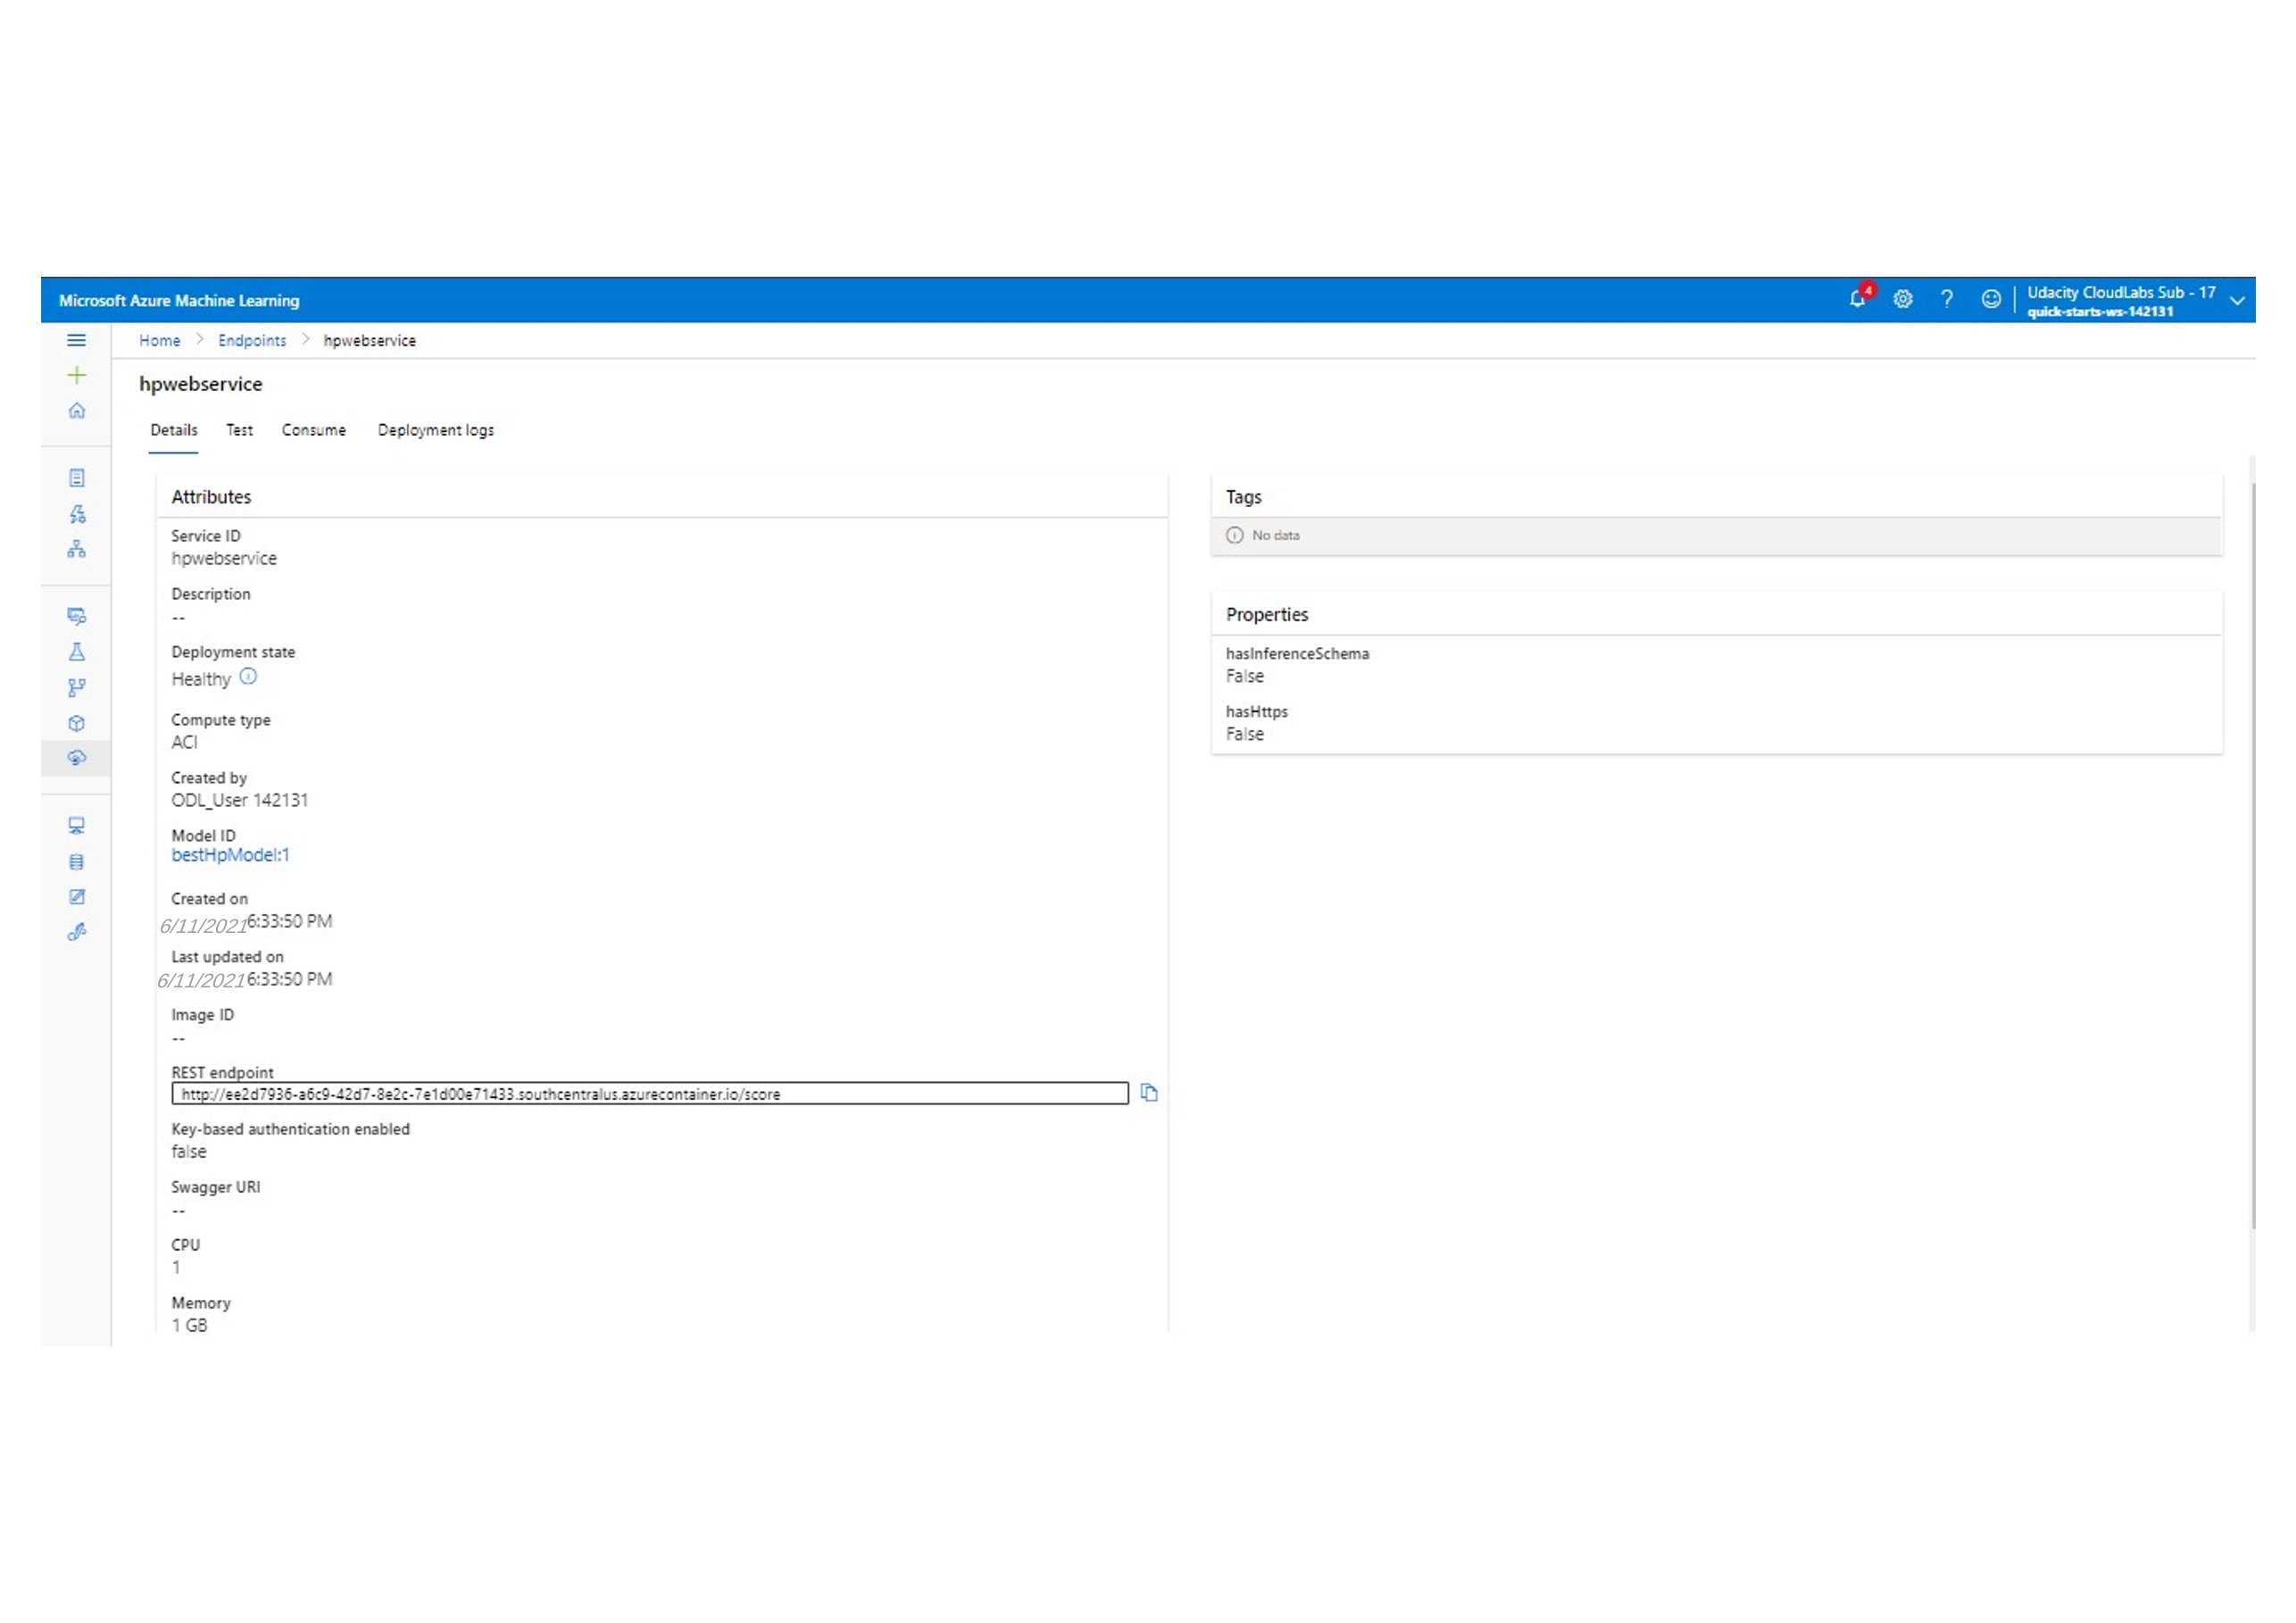 Microsoft Azure Machine Learning
4
?
Udacity CloudLabs Sub - 17
quick-starts-ws-142131
Home > Endpoints > hpwebservice
hpwebservice
Details Test Consume Deployment logs
Attributes
Service ID
hpwebservice
Description
--
Deployment state
Healthy
Compute type
ACI
Created by
ODL_User 142131
Model ID
bestHpModel:1
Created on
6/11/2021 6:33:50 PM
Last updated on
6/11/2021 6:33:50 PM
Image ID
--
REST endpoint
http://ee2d7936-a6c9-42d7-8e2c-7e1d00e71433.southcentralus.azurecontainer.io/score
Key-based authentication enabled
false
Swagger URI
--
CPU
1
Memory
1 GB
Tags
No data
Properties
hasInferenceSchema
False
hasHttps
False